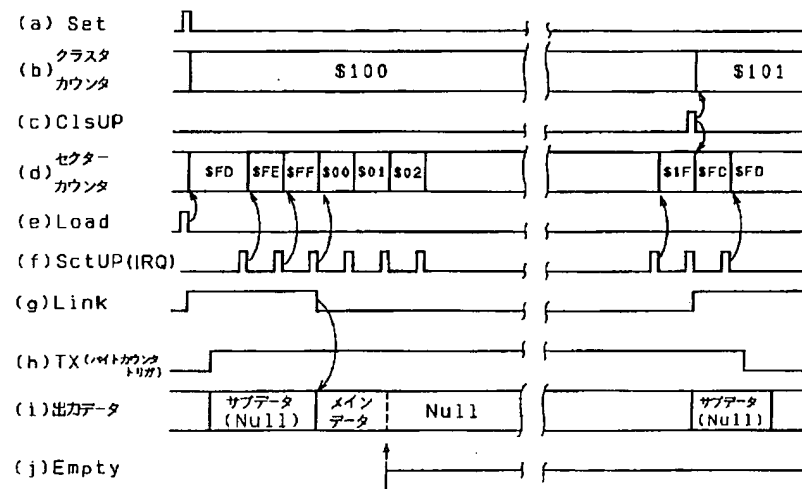 (a) Set
(b) クラスタ カウンタ $100 $101
(c) ClsUP
(d) セクター カウンタ $FD $FE $FF $00 $01 $02 $1F $FC $FD
(e) Load
(f) SctUP(IRQ)
(g) Link
(h) TX (バイトカウンタ トリガ)
(i) 出力データ サブデータ (Null) メイン データ Null サブデータ (Null)
(j) Empty